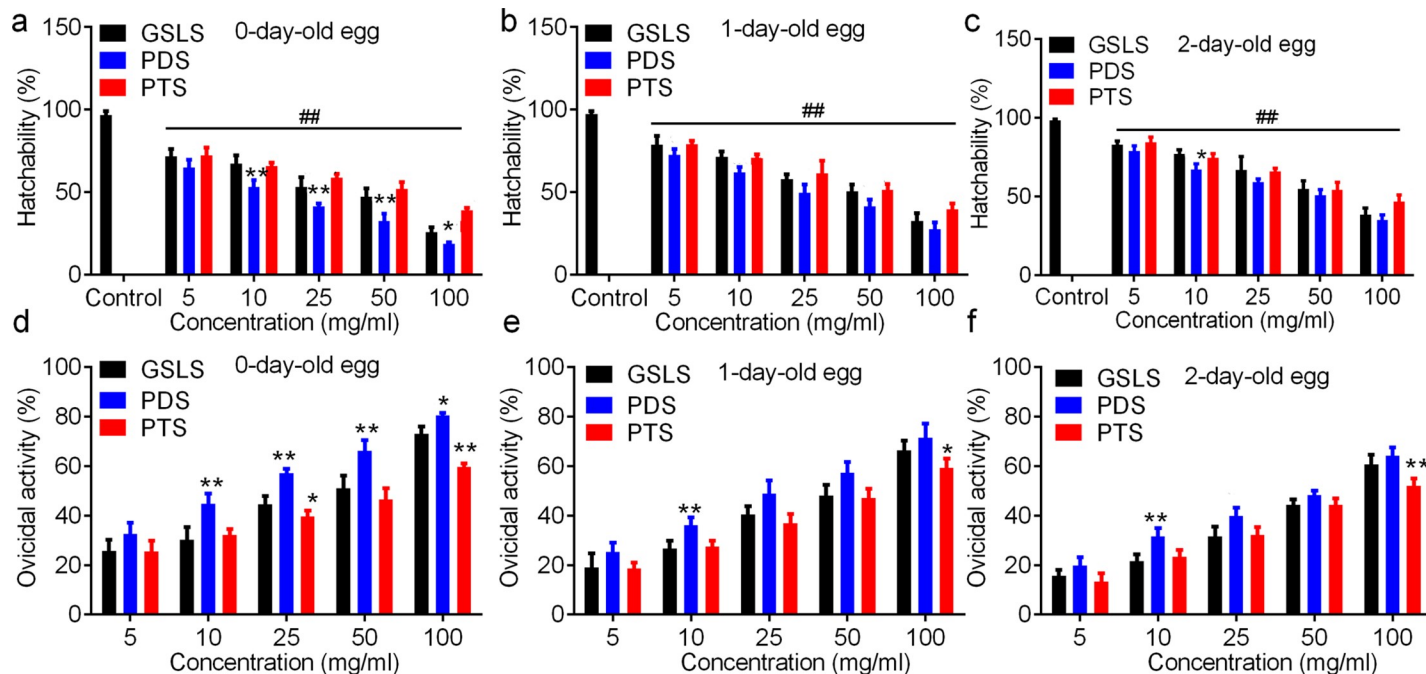 a
0-day-old egg
150
100
50
0
Hatchability (%)
GSLS
PDS
PTS
##
**
**
**
*
Control 5 10 25 50 100
Concentration (mg/ml)
b
1-day-old egg
150
100
50
0
Hatchability (%)
GSLS
PDS
PTS
##
Control 5 10 25 50 100
Concentration (mg/ml)
c
2-day-old egg
150
100
50
0
Hatchability (%)
GSLS
PDS
PTS
##
*
Control 5 10 25 50 100
Concentration (mg/ml)
d
0-day-old egg
100
80
60
40
20
0
Ovicidal activity (%)
GSLS
PDS
PTS
**
**
*
**
*
**
5 10 25 50 100
Concentration (mg/ml)
e
1-day-old egg
100
80
60
40
20
0
Ovicidal activity (%)
GSLS
PDS
PTS
**
*
5 10 25 50 100
Concentration (mg/ml)
f
2-day-old egg
100
80
60
40
20
0
Ovicidal activity (%)
GSLS
PDS
PTS
**
**
5 10 25 50 100
Concentration (mg/ml)